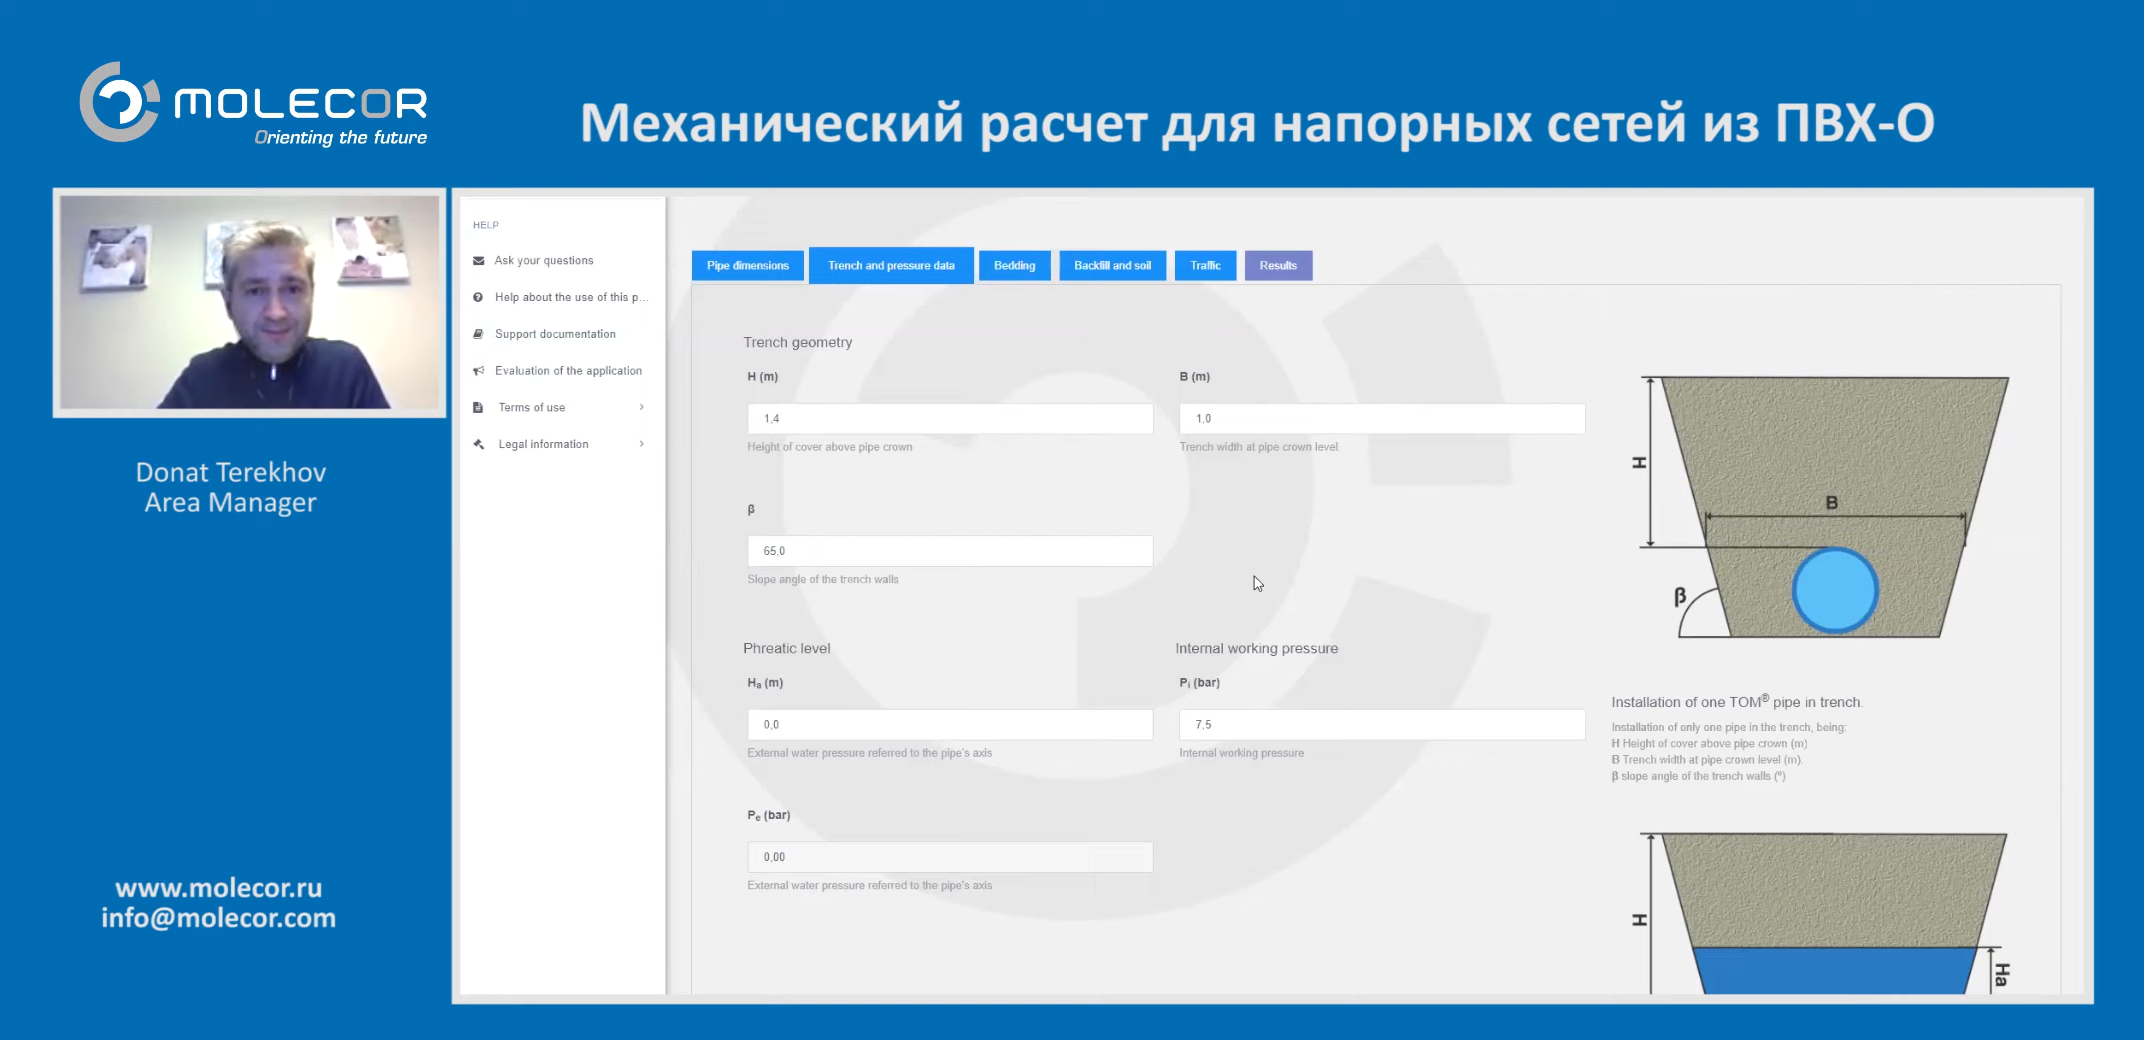 MOLECOR
Orienting the future
Механический расчет для напорных сетей из ПВХ-О
Donat Terekhov
Area Manager
www.molecor.ru
info@molecor.com
HELP
Ask your questions
Help about the use of this p...
Support documentation
Evaluation of the application
Terms of use
Legal information
Pipe dimensions
Trench and pressure data
Bedding
Backfill and soil
Traffic
Results
Trench geometry
H (m)
1,4
Height of cover above pipe crown
B (m)
1,0
Trench width at pipe crown level.
β
65,0
Slope angle of the trench walls
Phreatic level
Ha (m)
0,0
External water pressure referred to the pipe's axis
Internal working pressure
Pi (bar)
7,5
Internal working pressure
Pe (bar)
0,00
External water pressure referred to the pipe's axis
H
B
β
Installation of one TOM® pipe in trench.
Installation of only one pipe in the trench, being:
H Height of cover above pipe crown (m).
B Trench width at pipe crown level (m).
β slope angle of the trench walls (º)
H
Ha